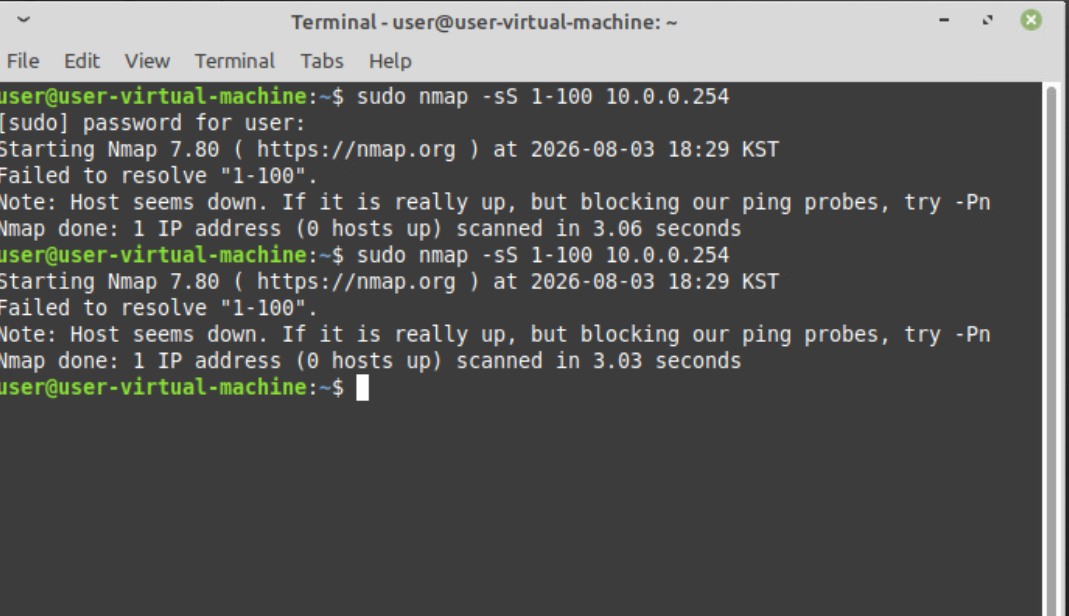 Terminal - user@user-virtual-machine: ~
File Edit View Terminal Tabs Help
user@user-virtual-machine:~$ sudo nmap -sS 1-100 10.0.0.254
[sudo] password for user:
Starting Nmap 7.80 ( https://nmap.org ) at 2026-08-03 18:29 KST
Failed to resolve "1-100".
Note: Host seems down. If it is really up, but blocking our ping probes, try -Pn
Nmap done: 1 IP address (0 hosts up) scanned in 3.06 seconds
user@user-virtual-machine:~$ sudo nmap -sS 1-100 10.0.0.254
Starting Nmap 7.80 ( https://nmap.org ) at 2026-08-03 18:29 KST
Failed to resolve "1-100".
Note: Host seems down. If it is really up, but blocking our ping probes, try -Pn
Nmap done: 1 IP address (0 hosts up) scanned in 3.03 seconds
user@user-virtual-machine:~$